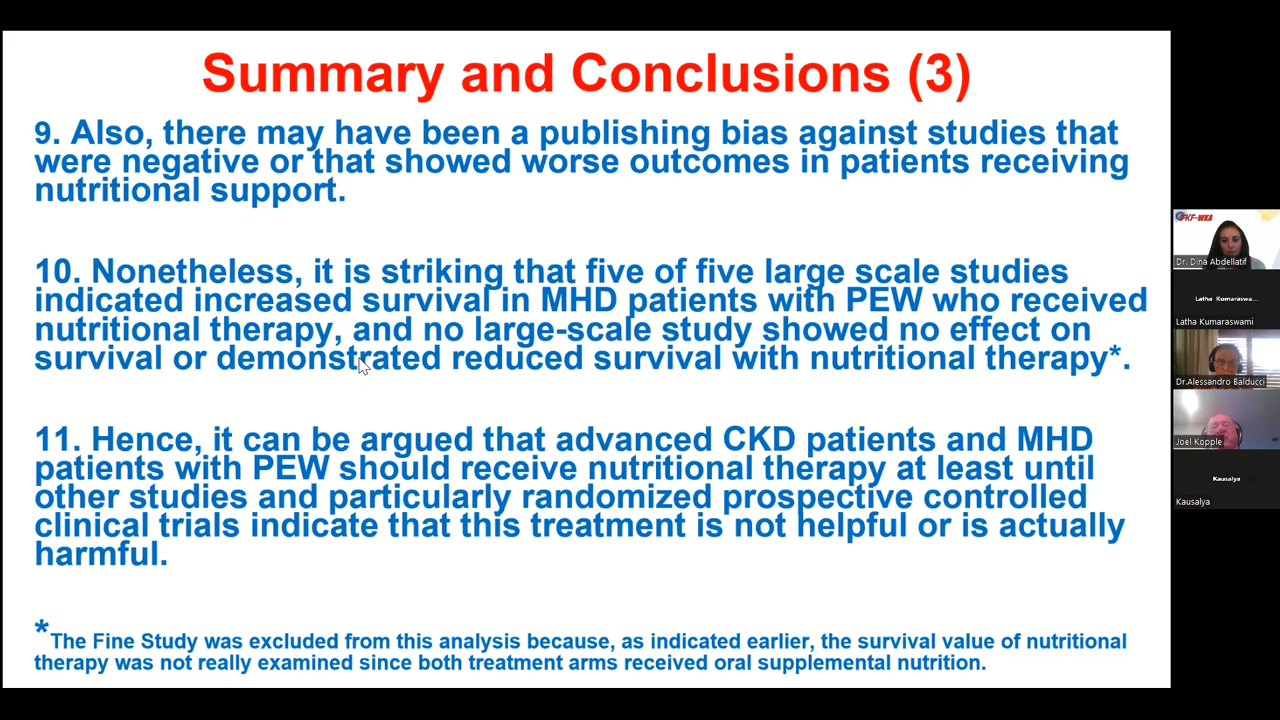 Summary and Conclusions (3)
9. Also, there may have been a publishing bias against studies that
were negative or that showed worse outcomes in patients receiving
nutritional support.
10. Nonetheless, it is striking that five of five large scale studies
indicated increased survival in MHD patients with PEW who received
nutritional therapy, and no large-scale study showed no effect on
survival or demonstrated reduced survival with nutritional therapy*.
11. Hence, it can be argued that advanced CKD patients and MHD
patients with PEW should receive nutritional therapy at least until
other studies and particularly randomized prospective controlled
clinical trials indicate that this treatment is not helpful or is actually
harmful.
*The Fine Study was excluded from this analysis because, as indicated earlier, the survival value of nutritional
therapy was not really examined since both treatment arms received oral supplemental nutrition.
Dr. Dina Abdellatif
Latha Kumaraswa...
Latha Kumaraswami
Dr.Alessandro Balducci
Joel Kopple
Kausalya
Kausalya